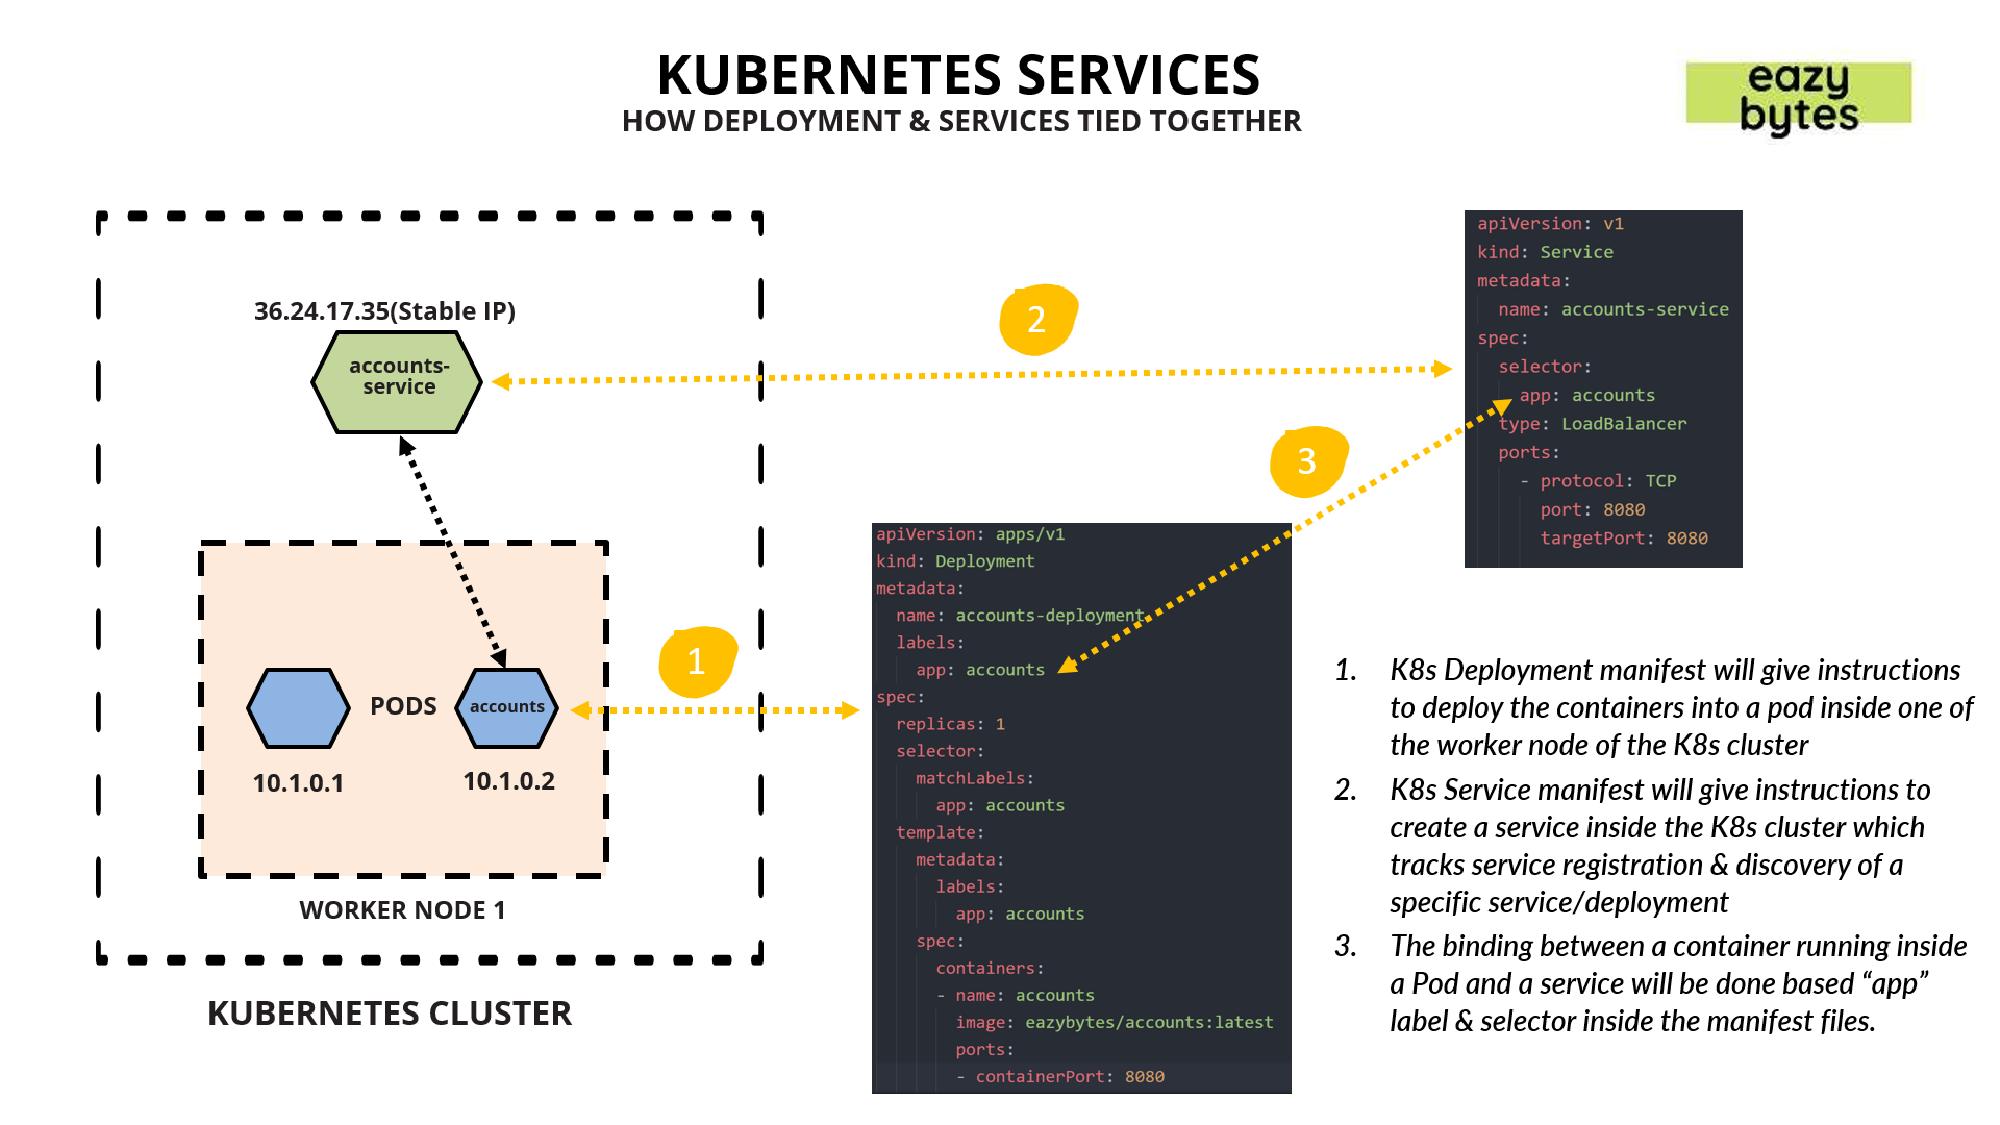 KUBERNETES SERVICES
HOW DEPLOYMENT & SERVICES TIED TOGETHER
eazy
bytes
36.24.17.35(Stable IP)
accounts-
service
PODS
accounts
10.1.0.1
10.1.0.2
WORKER NODE 1
KUBERNETES CLUSTER
1
2
3
apiVersion: apps/v1
kind: Deployment
metadata:
  name: accounts-deployment
  labels:
    app: accounts
spec:
  replicas: 1
  selector:
    matchLabels:
      app: accounts
  template:
    metadata:
      labels:
        app: accounts
    spec:
      containers:
      - name: accounts
        image: eazybytes/accounts:latest
        ports:
        - containerPort: 8080
apiVersion: v1
kind: Service
metadata:
  name: accounts-service
spec:
  selector:
    app: accounts
  type: LoadBalancer
  ports:
    - protocol: TCP
      port: 8080
      targetPort: 8080
1. K8s Deployment manifest will give instructions
to deploy the containers into a pod inside one of
the worker node of the K8s cluster
2. K8s Service manifest will give instructions to
create a service inside the K8s cluster which
tracks service registration & discovery of a
specific service/deployment
3. The binding between a container running inside
a Pod and a service will be done based “app”
label & selector inside the manifest files.